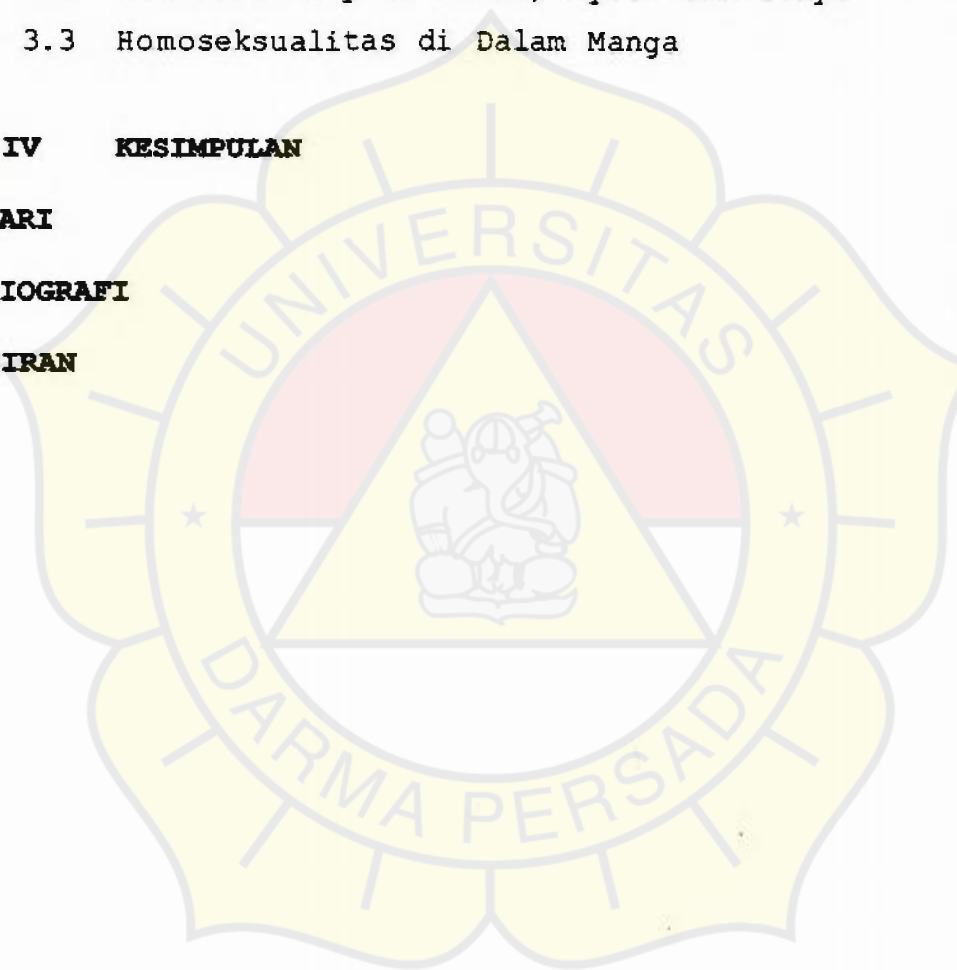 3.3 Homoseksualitas di Dalam Manga
IV KESIMPULAN
ARI
IOGRAFI
IRAN
UNIVERSITAS
DARMA PERSADA